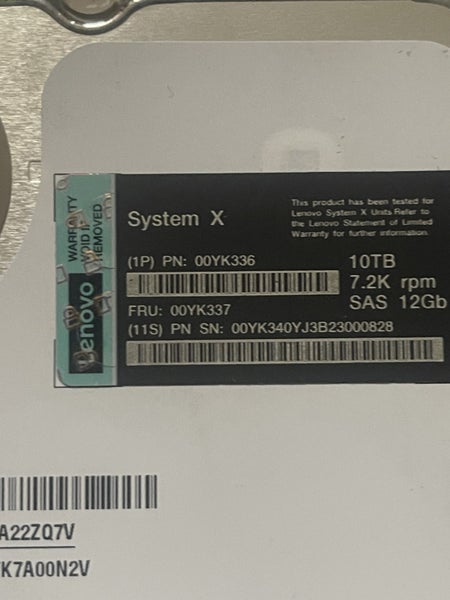 System X
This product has been tested for
Lenovo System X Units Refer to
the Lenovo Statement of Limited
Warranty for further information.
WARRANTY
VOID IF
REMOVED
Lenovo
(1P) PN: 00YK336
10TB
7.2K rpm
SAS 12Gb
FRU: 00YK337
(11S) PN SN: 00YK340YJ3B23000828
A22ZQ7V
K7A00N2V